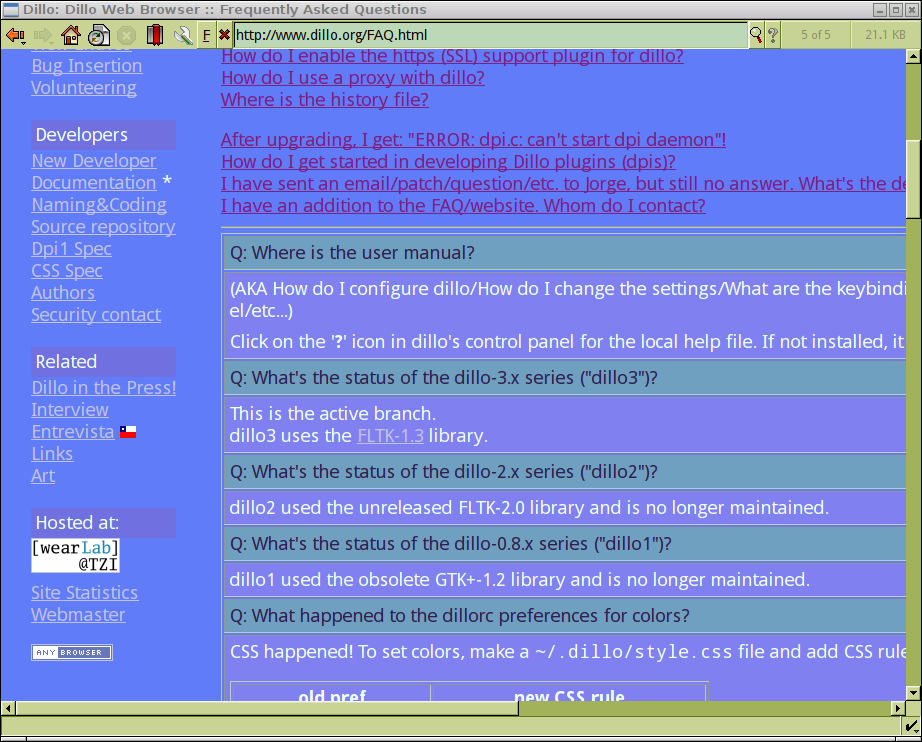 Dillo: Dillo Web Browser :: Frequently Asked Questions
F
http://www.dillo.org/FAQ.html
?
5 of 5
21.1 KB
Bug Insertion
Volunteering
Developers
New Developer
Documentation *
Naming&Coding
Source repository
Dpi1 Spec
CSS Spec
Authors
Security contact
Related
Dillo in the Press!
Interview
Entrevista
Links
Art
Hosted at:
[wearLab]
@TZI
Site Statistics
Webmaster
ANY BROWSER
How do I enable the https (SSL) support plugin for dillo?
How do I use a proxy with dillo?
Where is the history file?
After upgrading, I get: "ERROR: dpi.c: can't start dpi daemon"!
How do I get started in developing Dillo plugins (dpis)?
I have sent an email/patch/question/etc. to Jorge, but still no answer. What's the de
I have an addition to the FAQ/website. Whom do I contact?
Q: Where is the user manual?
(AKA How do I configure dillo/How do I change the settings/What are the keybindi
el/etc...)
Click on the '?' icon in dillo's control panel for the local help file. If not installed, it
Q: What's the status of the dillo-3.x series ("dillo3")?
This is the active branch.
dillo3 uses the FLTK-1.3 library.
Q: What's the status of the dillo-2.x series ("dillo2")?
dillo2 used the unreleased FLTK-2.0 library and is no longer maintained.
Q: What's the status of the dillo-0.8.x series ("dillo1")?
dillo1 used the obsolete GTK+-1.2 library and is no longer maintained.
Q: What happened to the dillorc preferences for colors?
CSS happened! To set colors, make a ~/.dillo/style.css file and add CSS rule
old pref
new CSS rule